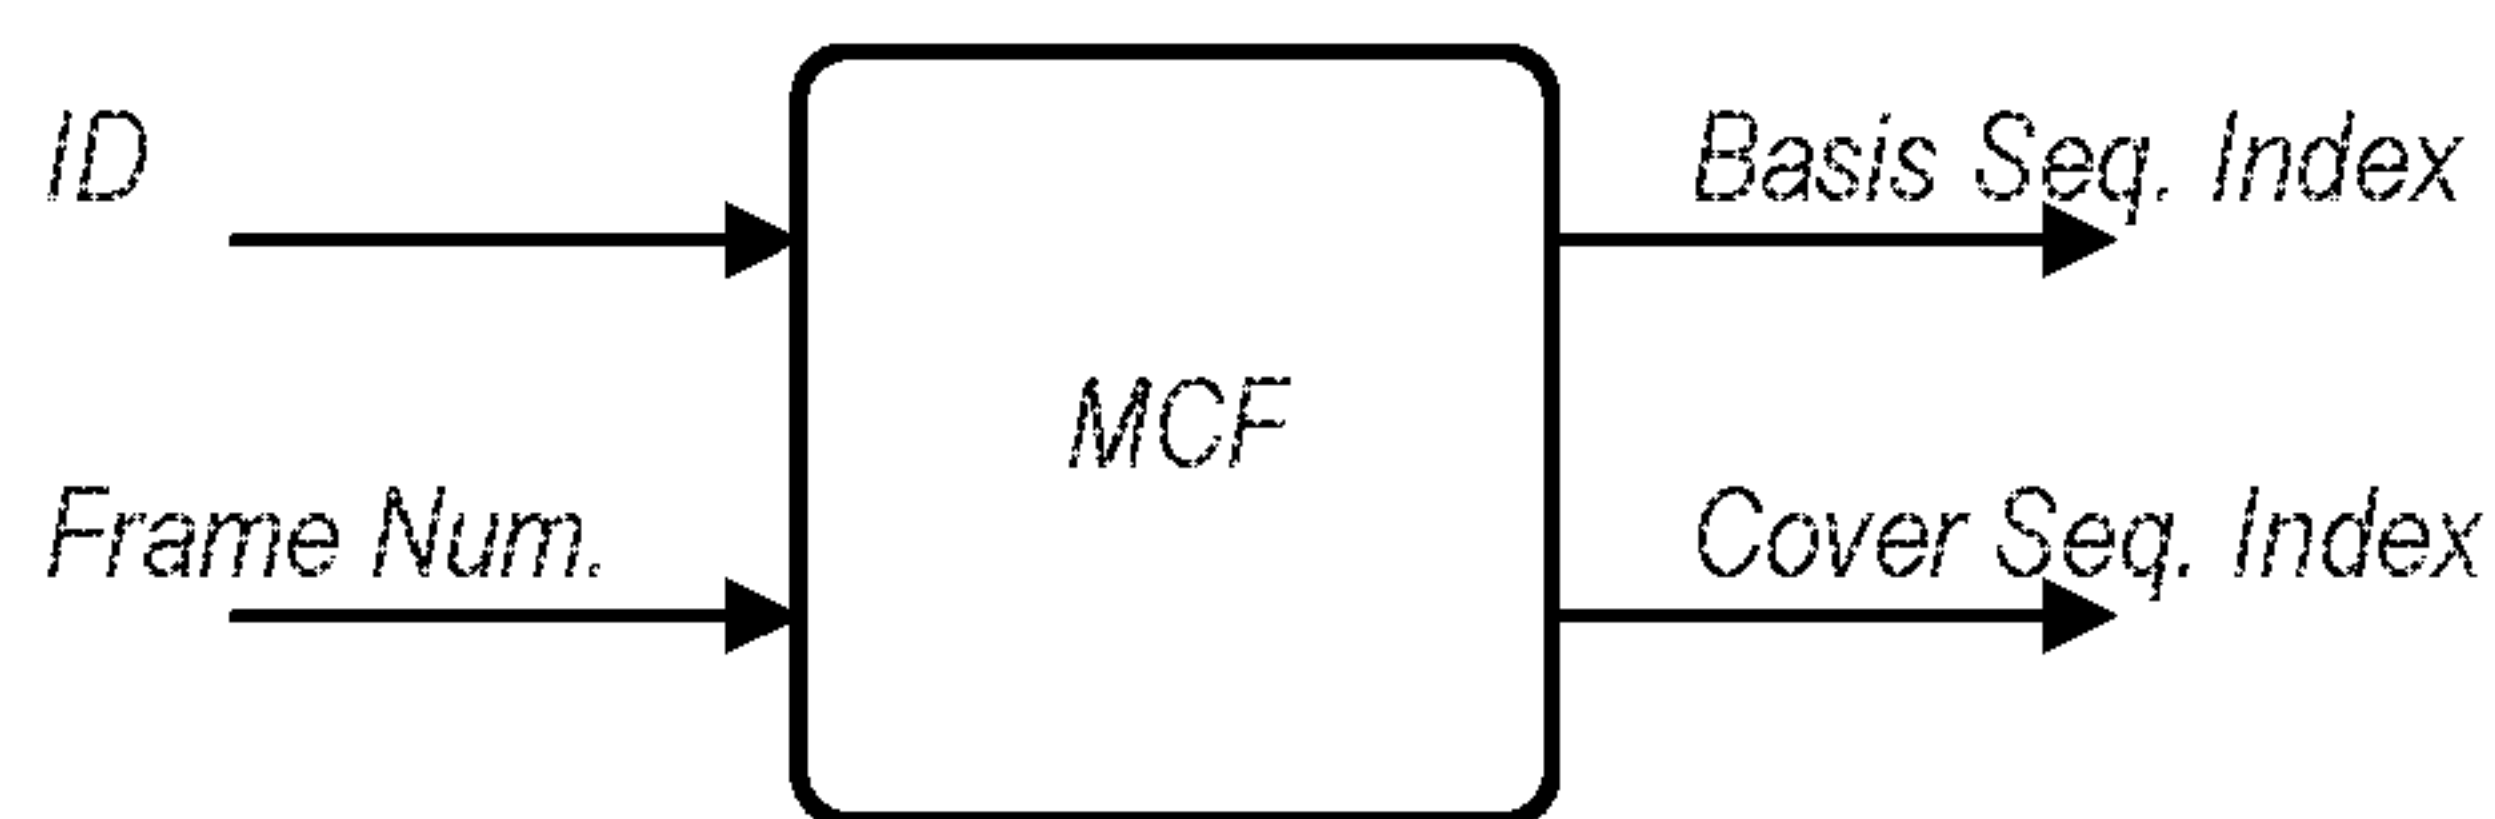 ID
Basis Seq. Index
MCF
Frame Num.
Cover Seq. Index